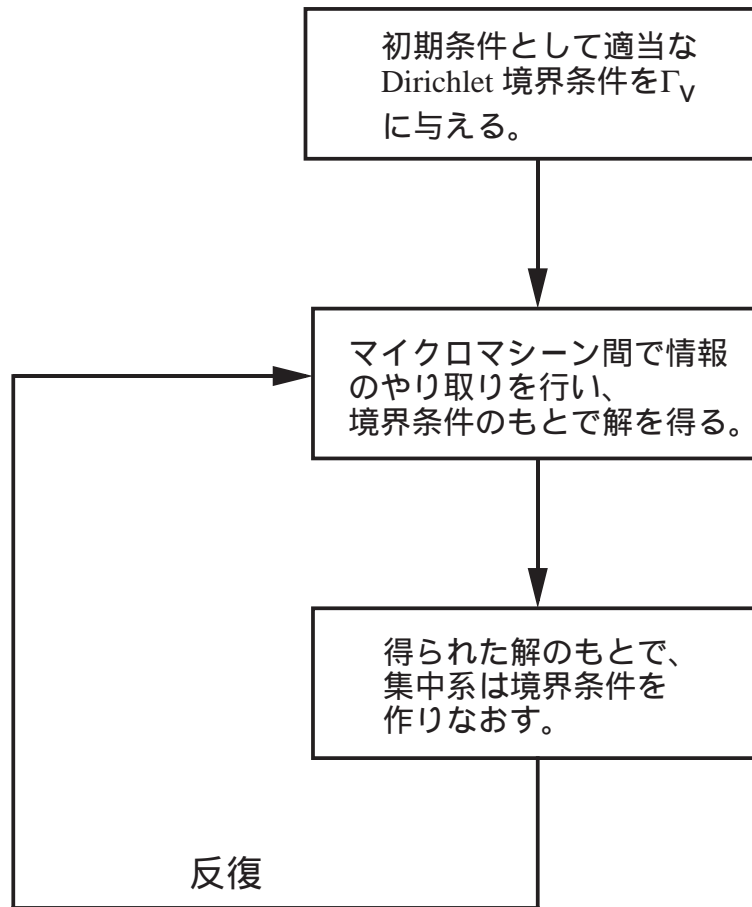 初期条件として適当な
Dirichlet 境界条件をΓV
に与える。
マイクロマシーン間で情報
のやり取りを行い、
境界条件のもとで解を得る。
得られた解のもとで、
集中系は境界条件を
作りなおす。
反復